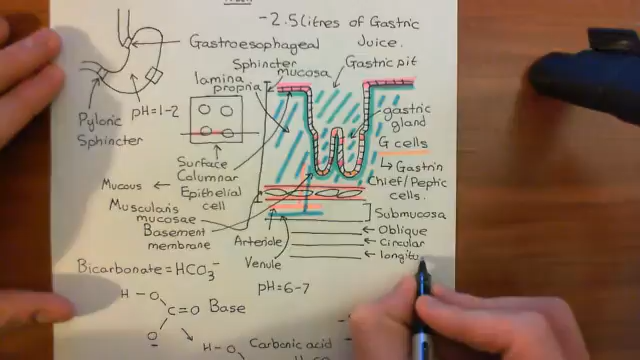 -2.5 litres of Gastric
Juice.
Gastroesophageal
Sphincter
mucosa
Gastric pit
lamina
propria
pH=1-2
Pyloric
Sphincter
gastric
gland
G cells
↳ Gastrin
Chief/Peptic
cells.
Surface
Columnar
Epithelial
cell
Mucous ←
Muscularis
mucosae
Basement
membrane
Submucosa
Arteriole
Venule
← Oblique
← Circular
← longitu
Bicarbonate = HCO3-
pH=6-7
H-O
C=O Base
O
-
H-O
Carbonic acid